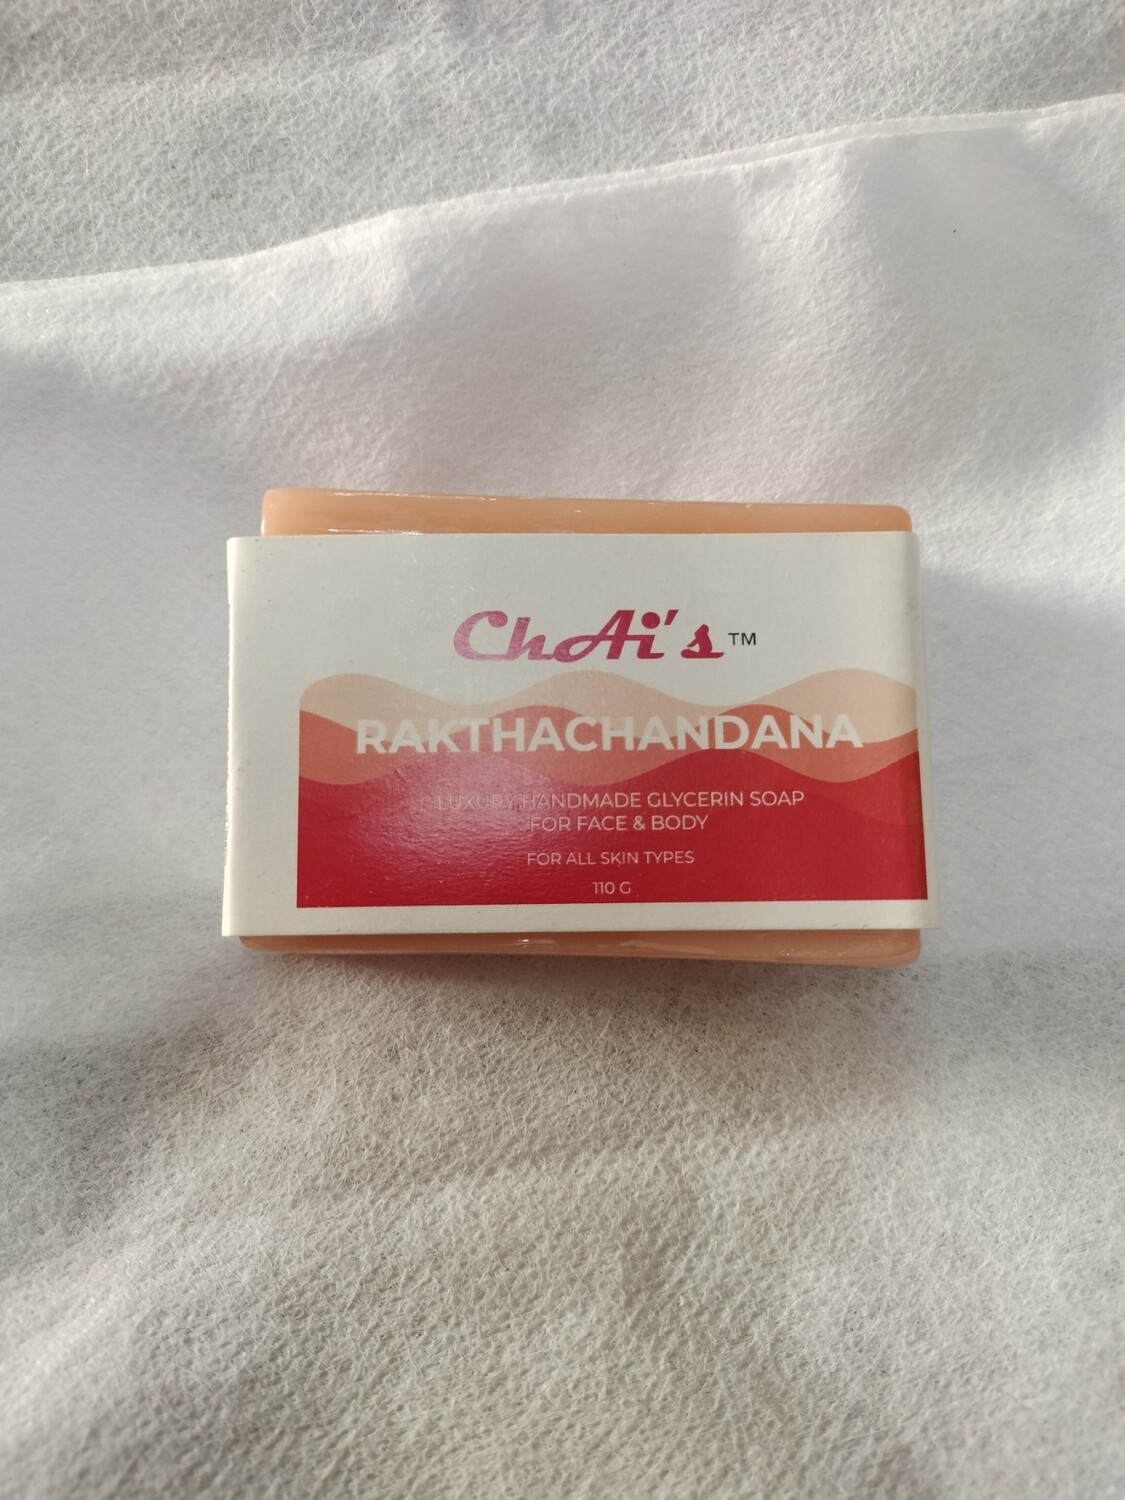 ChAi's™
RAKTHACHANDANA
LUXURY HANDMADE GLYCERIN SOAP
FOR FACE & BODY
FOR ALL SKIN TYPES
110 G